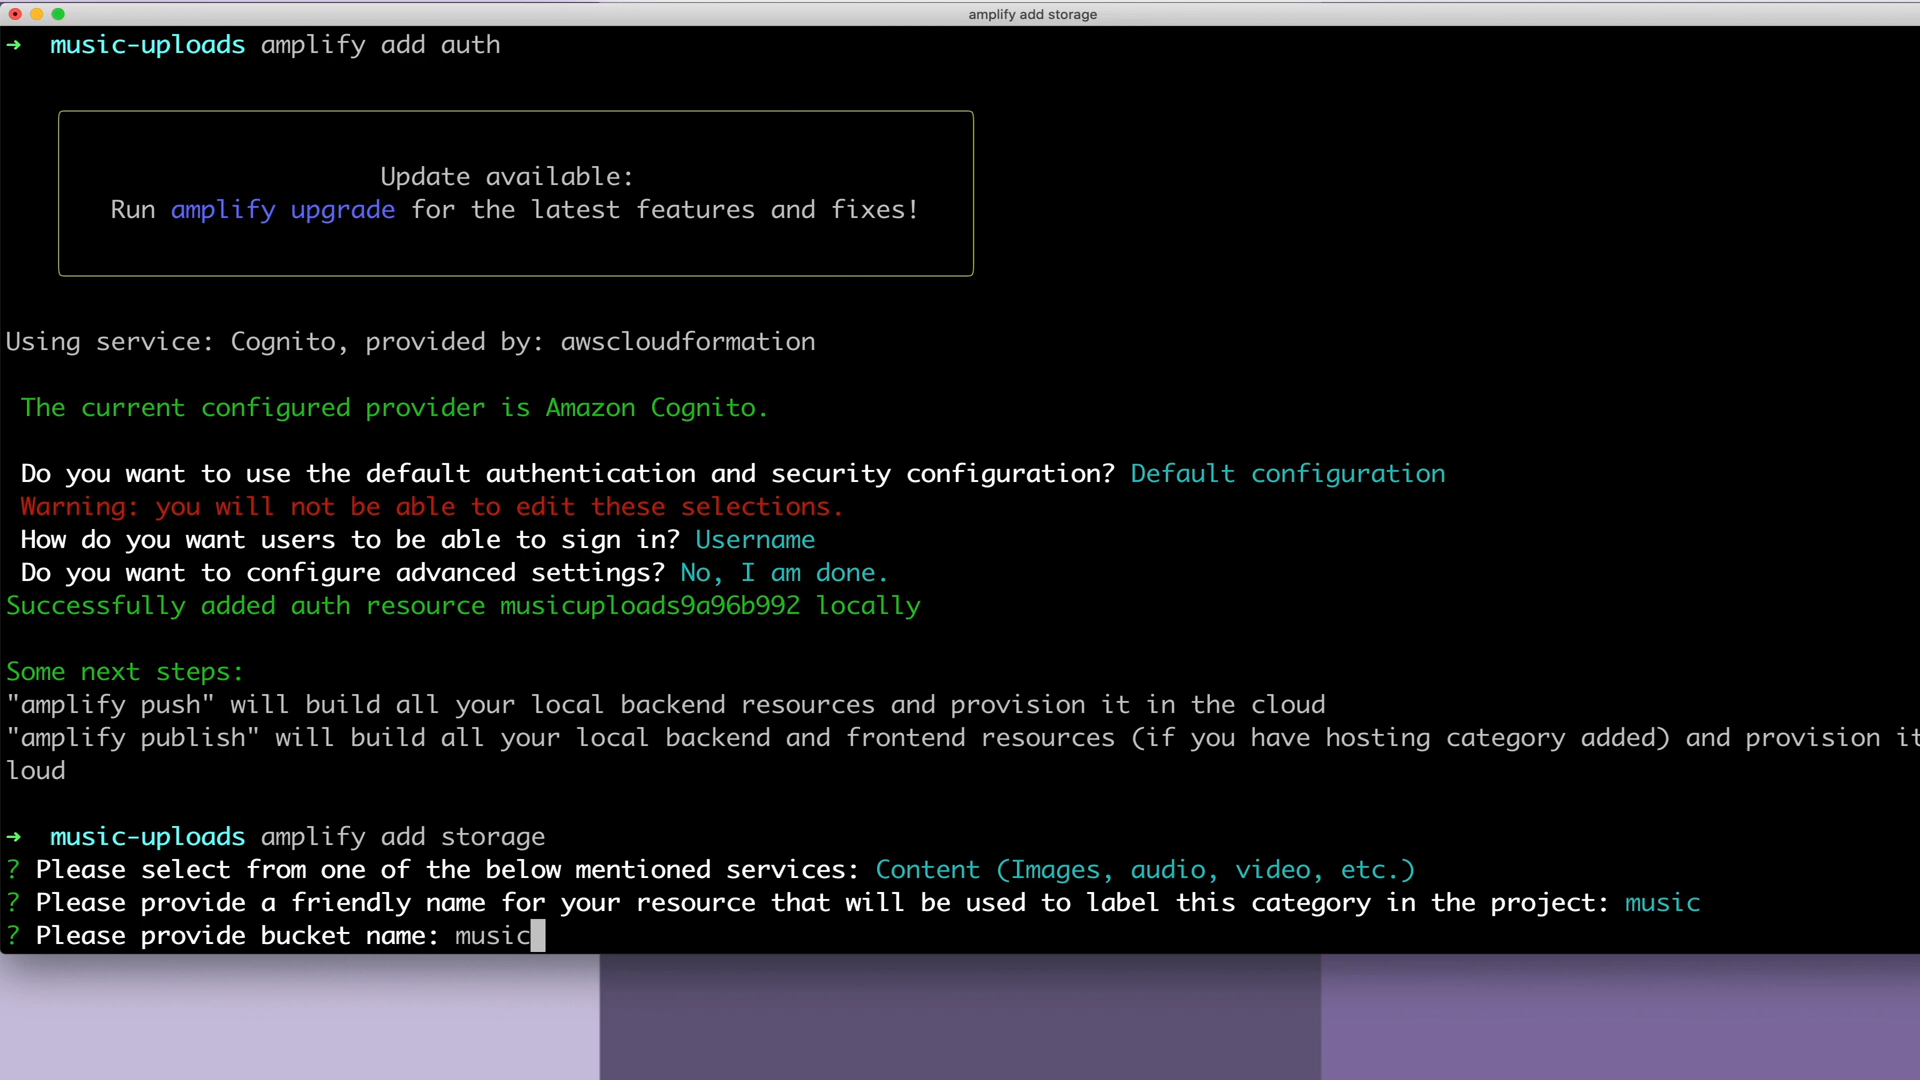 amplify add storage
→ music-uploads amplify add auth
Update available:
Run amplify upgrade for the latest features and fixes!
Using service: Cognito, provided by: awscloudformation
The current configured provider is Amazon Cognito.
Do you want to use the default authentication and security configuration? Default configuration
Warning: you will not be able to edit these selections.
How do you want users to be able to sign in? Username
Do you want to configure advanced settings? No, I am done.
Successfully added auth resource musicuploads9a96b992 locally
Some next steps:
"amplify push" will build all your local backend resources and provision it in the cloud
"amplify publish" will build all your local backend and frontend resources (if you have hosting category added) and provision it
loud
→ music-uploads amplify add storage
? Please select from one of the below mentioned services: Content (Images, audio, video, etc.)
? Please provide a friendly name for your resource that will be used to label this category in the project: music
? Please provide bucket name: music